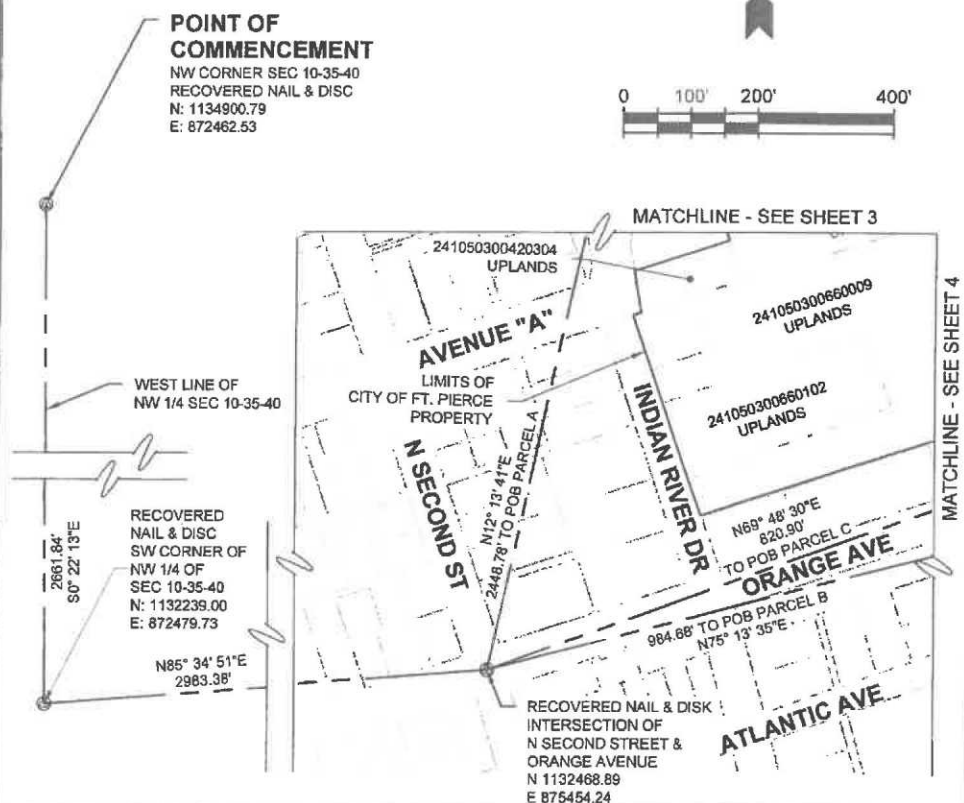 POINT OF
COMMENCEMENT
NW CORNER SEC 10-35-40
RECOVERED NAIL & DISC
N: 1134900.79
E: 872462.53
0 100' 200' 400'
MATCHLINE - SEE SHEET 3
241050300420304
UPLANDS
241050300660009
UPLANDS
AVENUE "A"
WEST LINE OF
NW 1/4 SEC 10-35-40
LIMITS OF
CITY OF FT. PIERCE
PROPERTY
241050300660102
UPLANDS
MATCHLINE - SEE SHEET 4
INDIAN RIVER DR
N SECOND ST
N12° 13' 41"E
2448.78' TO POB PARCEL A
RECOVERED
NAIL & DISC
SW CORNER OF
NW 1/4 OF
SEC 10-35-40
N: 1132239.00
E: 872479.73
2661.84'
S0° 22' 13"E
N69° 48' 30"E
820.90'
TO POB PARCEL C
ORANGE AVE
984.68' TO POB PARCEL B
N75° 13' 35"E
N85° 34' 51"E
2983.38'
RECOVERED NAIL & DISK
INTERSECTION OF
N SECOND STREET &
ORANGE AVENUE
N 1132468.89
E 875454.24
ATLANTIC AVE